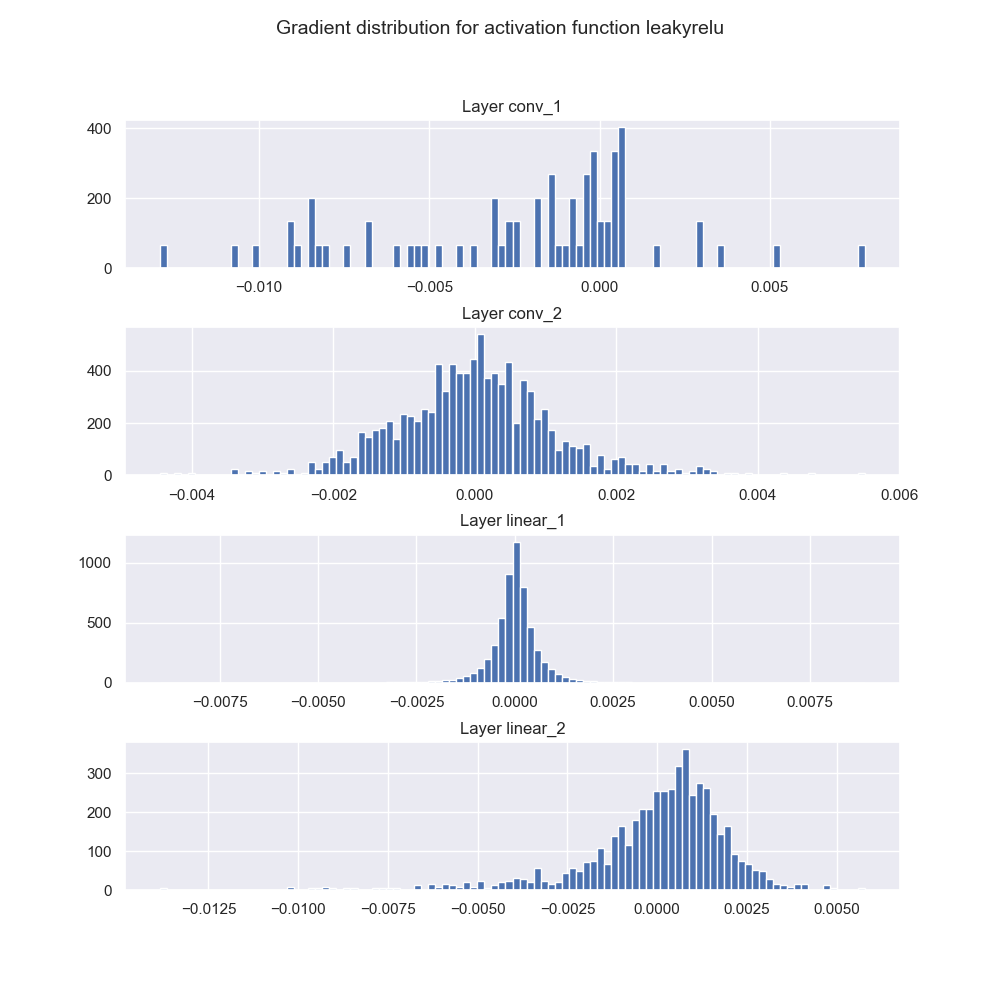 Gradient distribution for activation function leakyrelu
Layer conv_1
400
200
0
−0.010 −0.005 0.000 0.005
Layer conv_2
400
200
0
−0.004 −0.002 0.000 0.002 0.004 0.006
Layer linear_1
1000
500
0
−0.0075 −0.0050 −0.0025 0.0000 0.0025 0.0050 0.0075
Layer linear_2
300
200
100
0
−0.0125 −0.0100 −0.0075 −0.0050 −0.0025 0.0000 0.0025 0.0050